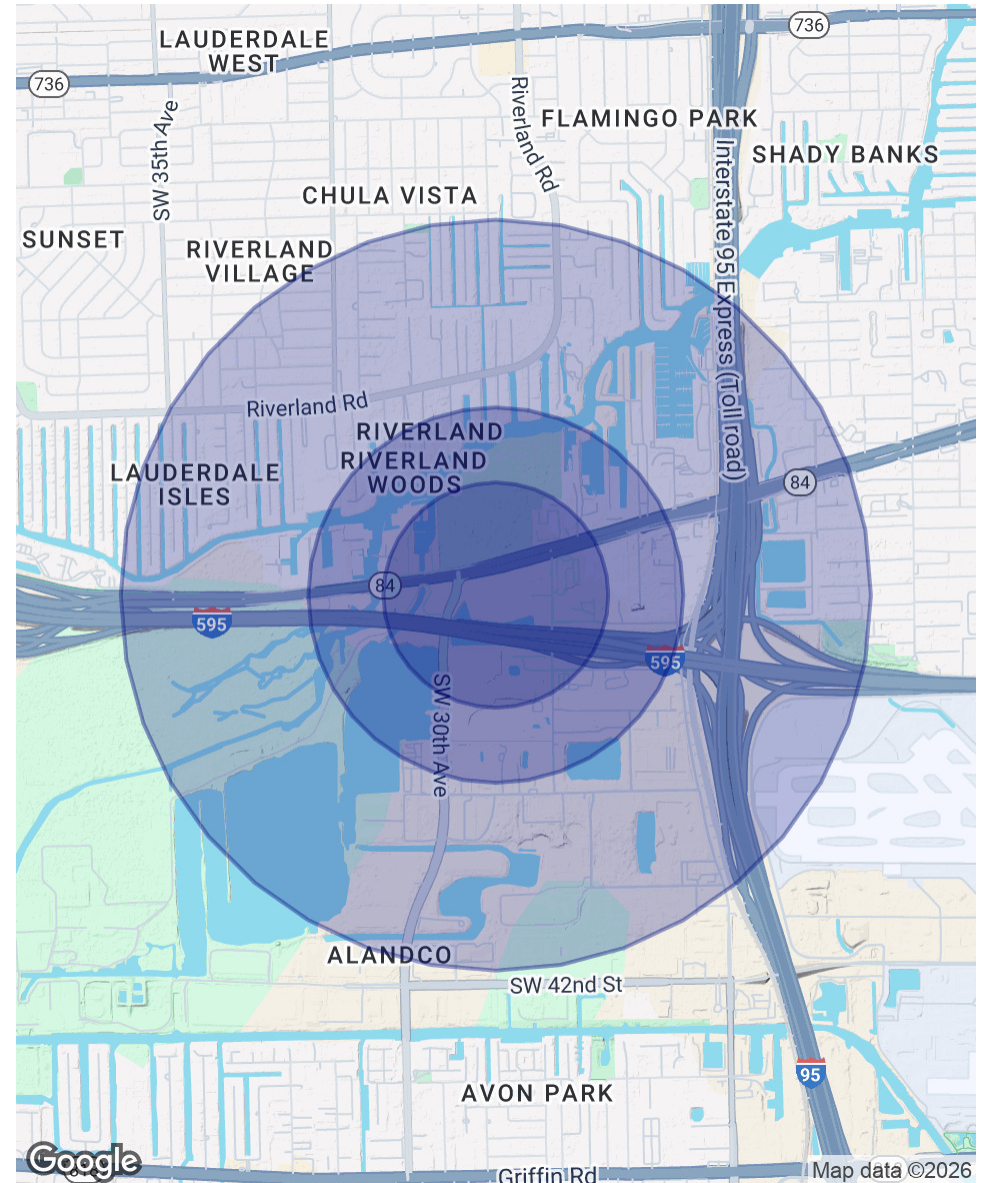 736
LAUDERDALE
WEST
736
SW 35th Ave
Riverland Rd
FLAMINGO PARK
Interstate 95 Express (Toll road)
SHADY BANKS
CHULA VISTA
SUNSET
RIVERLAND
VILLAGE
Riverland Rd
RIVERLAND
RIVERLAND
WOODS
LAUDERDALE
ISLES
84
84
595
595
SW 30th Ave
ALANDCO
SW 42nd St
95
AVON PARK
Google
Griffin Rd
Map data ©2026